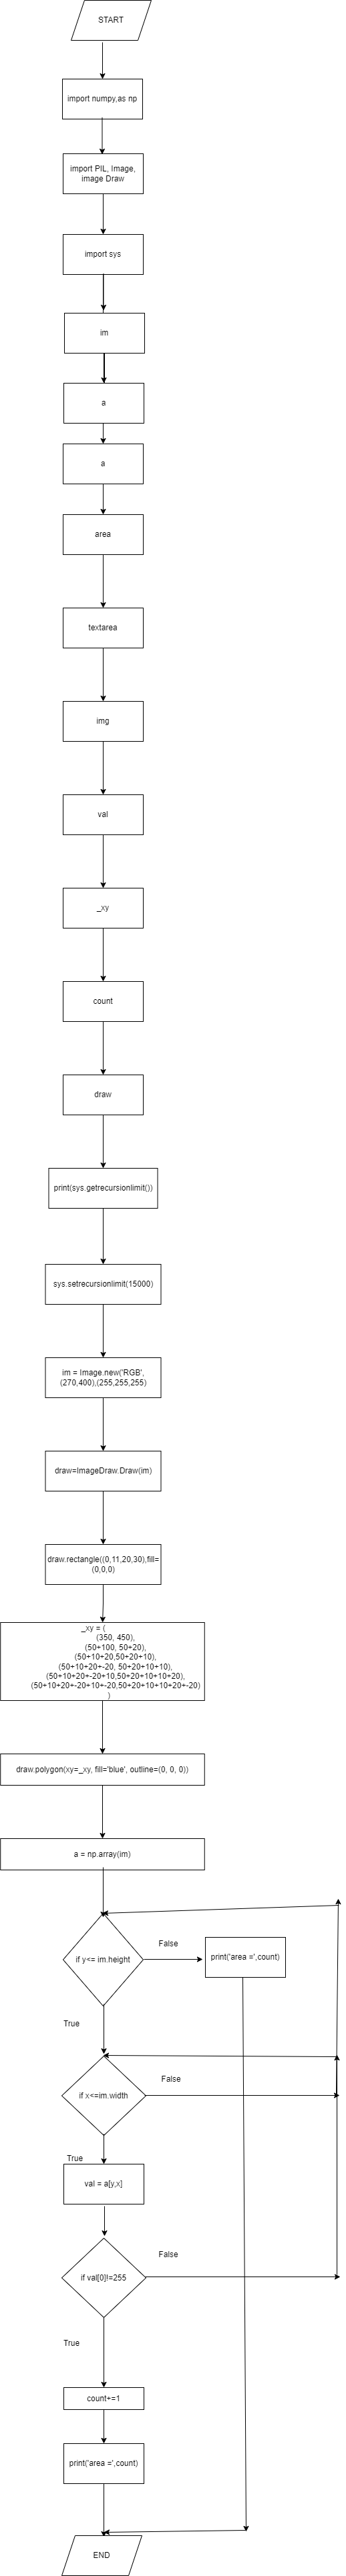 START
import numpy,as np
import PIL, Image,
image Draw
import sys
im
a
a
area
textarea
img
val
_xy
count
draw
print(sys.getrecursionlimit())
sys.setrecursionlimit(15000)
im = Image.new('RGB',
(270,400),(255,255,255)
draw=ImageDraw.Draw(im)
draw.rectangle((0,11,20,30),fill=
(0,0,0)
_xy = (
(350, 450),
(50+100, 50+20),
(50+10+20,50+20+10),
(50+10+20+-20, 50+20+10+10),
(50+10+20+-20+10,50+20+10+10+20),
(50+10+20+-20+10+-20,50+20+10+10+20+-20)
)
draw.polygon(xy=_xy, fill='blue', outline=(0, 0, 0))
a = np.array(im)
if y<= im.height
False
print('area =',count)
True
if x<=im.width
False
True
val = a[y,x]
if val[0]!=255
False
True
count+=1
print('area =',count)
END